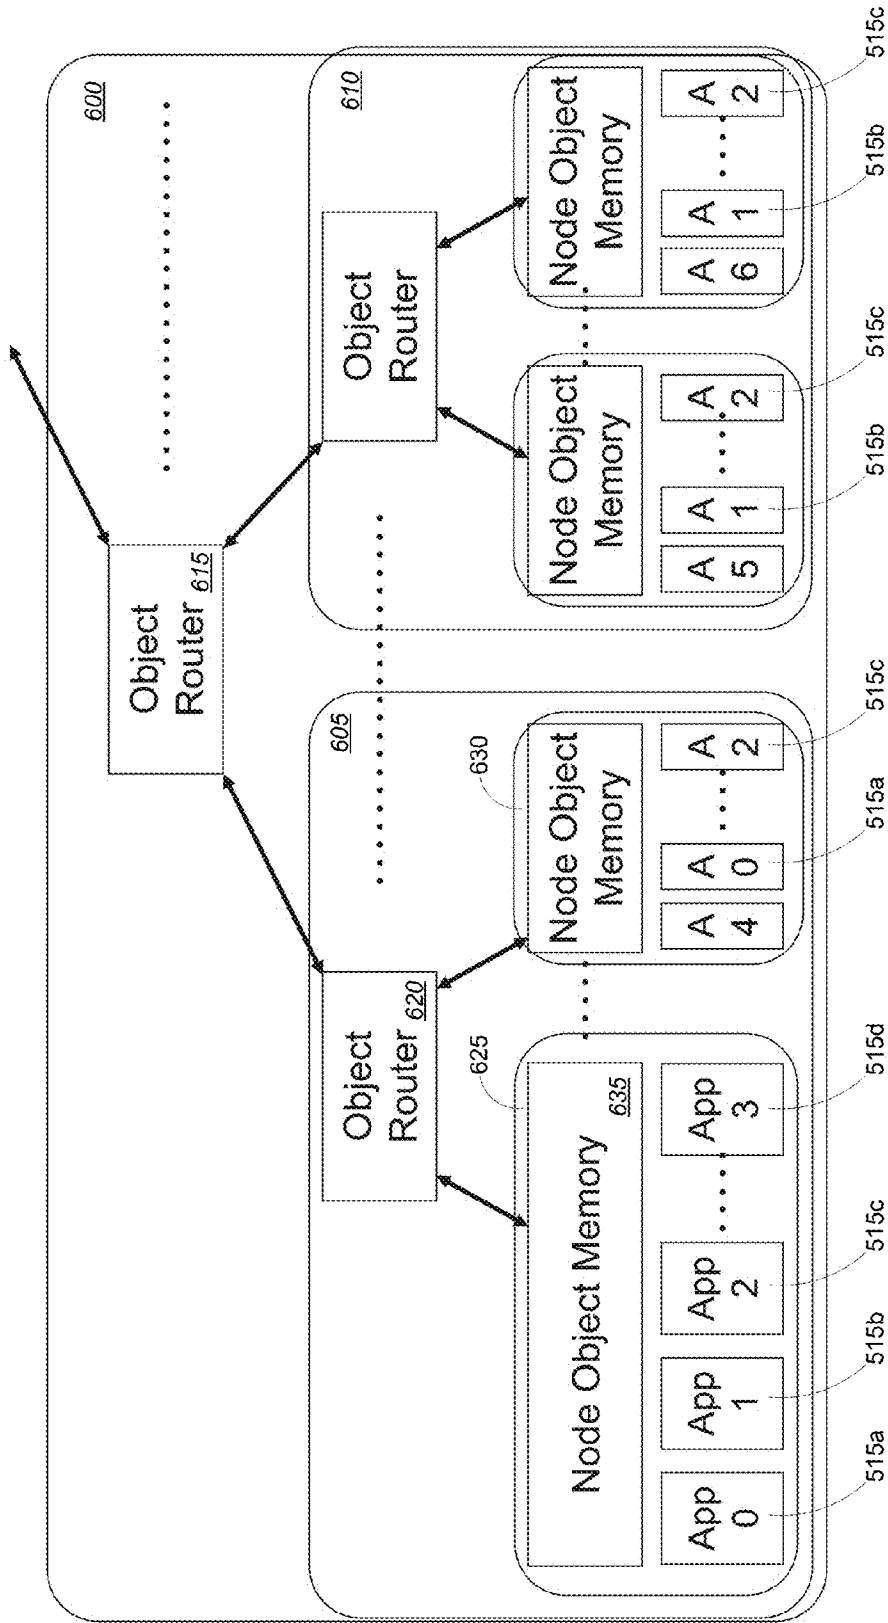 600
Object
Router
615
605
610
Object
Router
620
Object
Router
625
630
Node Object Memory
635
Node Object
Memory
Node Object
Memory
Node Object
Memory
App
0
App
1
App
2
App
3
A
4
A
0
A
2
A
5
A
1
A
2
A
6
A
1
A
2
515a
515b
515c
515d
515a
515c
515b
515c
515b
515c